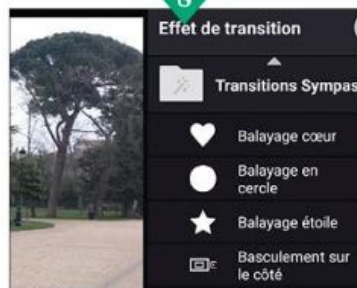 Effet de transition
Transitions Sympas
Balayage cœur
Balayage en
cercle
Balayage étoile
Basculement sur
le côté